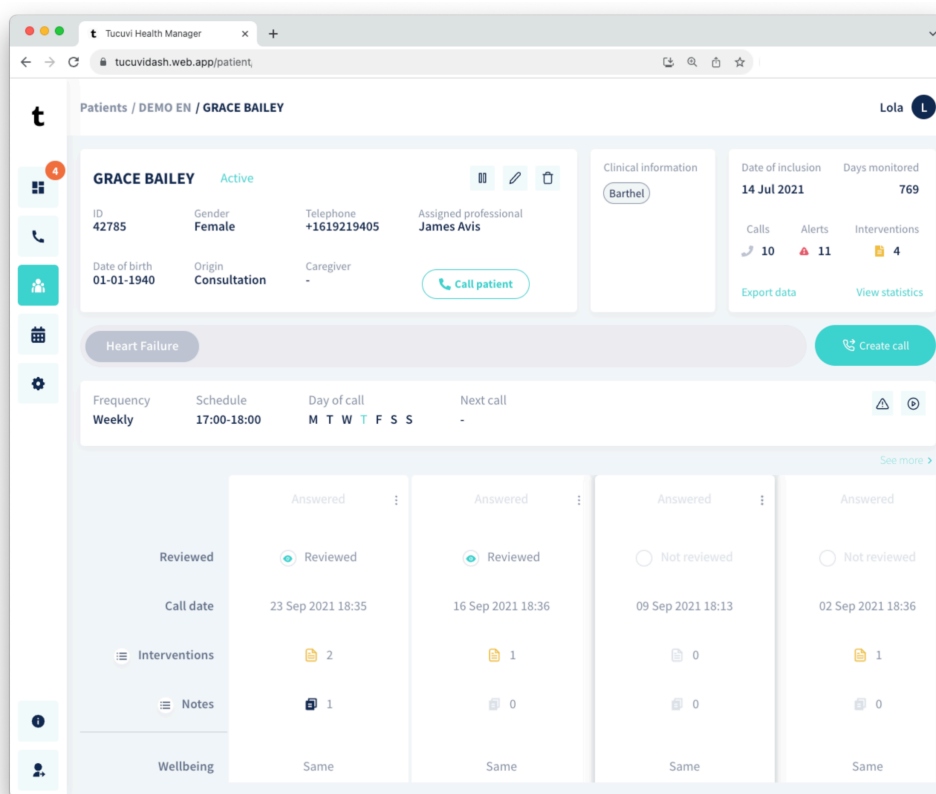 t Tucuvi Health Manager
tucuvidash.web.app/patient,
t
Patients / DEMO EN / GRACE BAILEY
Lola L
4
GRACE BAILEY Active
ID Gender Telephone Assigned professional
42785 Female +1619219405 James Avis
Date of birth Origin Caregiver
01-01-1940 Consultation -
Call patient
Clinical information
Barthel
Date of inclusion Days monitored
14 Jul 2021 769
Calls Alerts Interventions
10 11 4
Export data View statistics
Heart Failure
Create call
Frequency Schedule Day of call Next call
Weekly 17:00-18:00 M T W T F S S -
See more >
Answered Answered Answered Answered
Reviewed Reviewed Reviewed Not reviewed Not reviewed
Call date 23 Sep 2021 18:35 16 Sep 2021 18:36 09 Sep 2021 18:13 02 Sep 2021 18:36
Interventions 2 1 0 1
Notes 1 0 0 0
Wellbeing Same Same Same Same